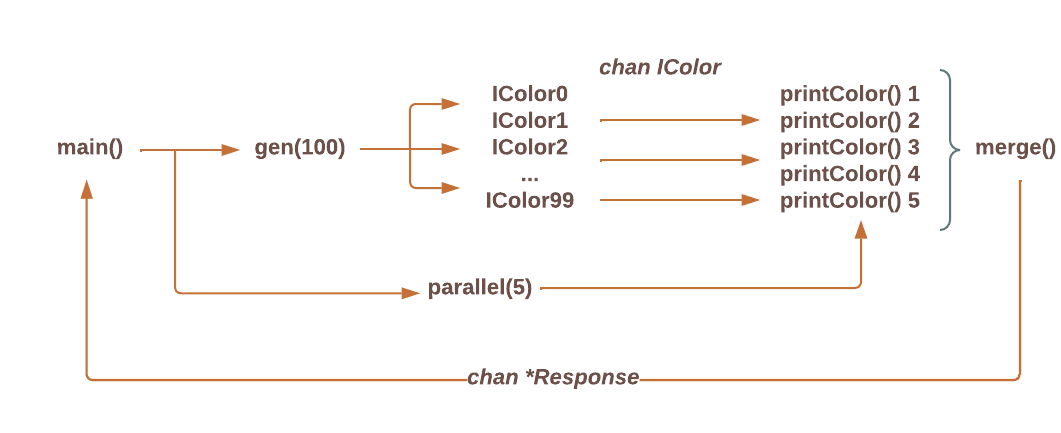 chan IColor
main()
gen(100)
IColor0
IColor1
IColor2
...
IColor99
printColor() 1
printColor() 2
printColor() 3
printColor() 4
printColor() 5
merge()
parallel(5)
chan *Response